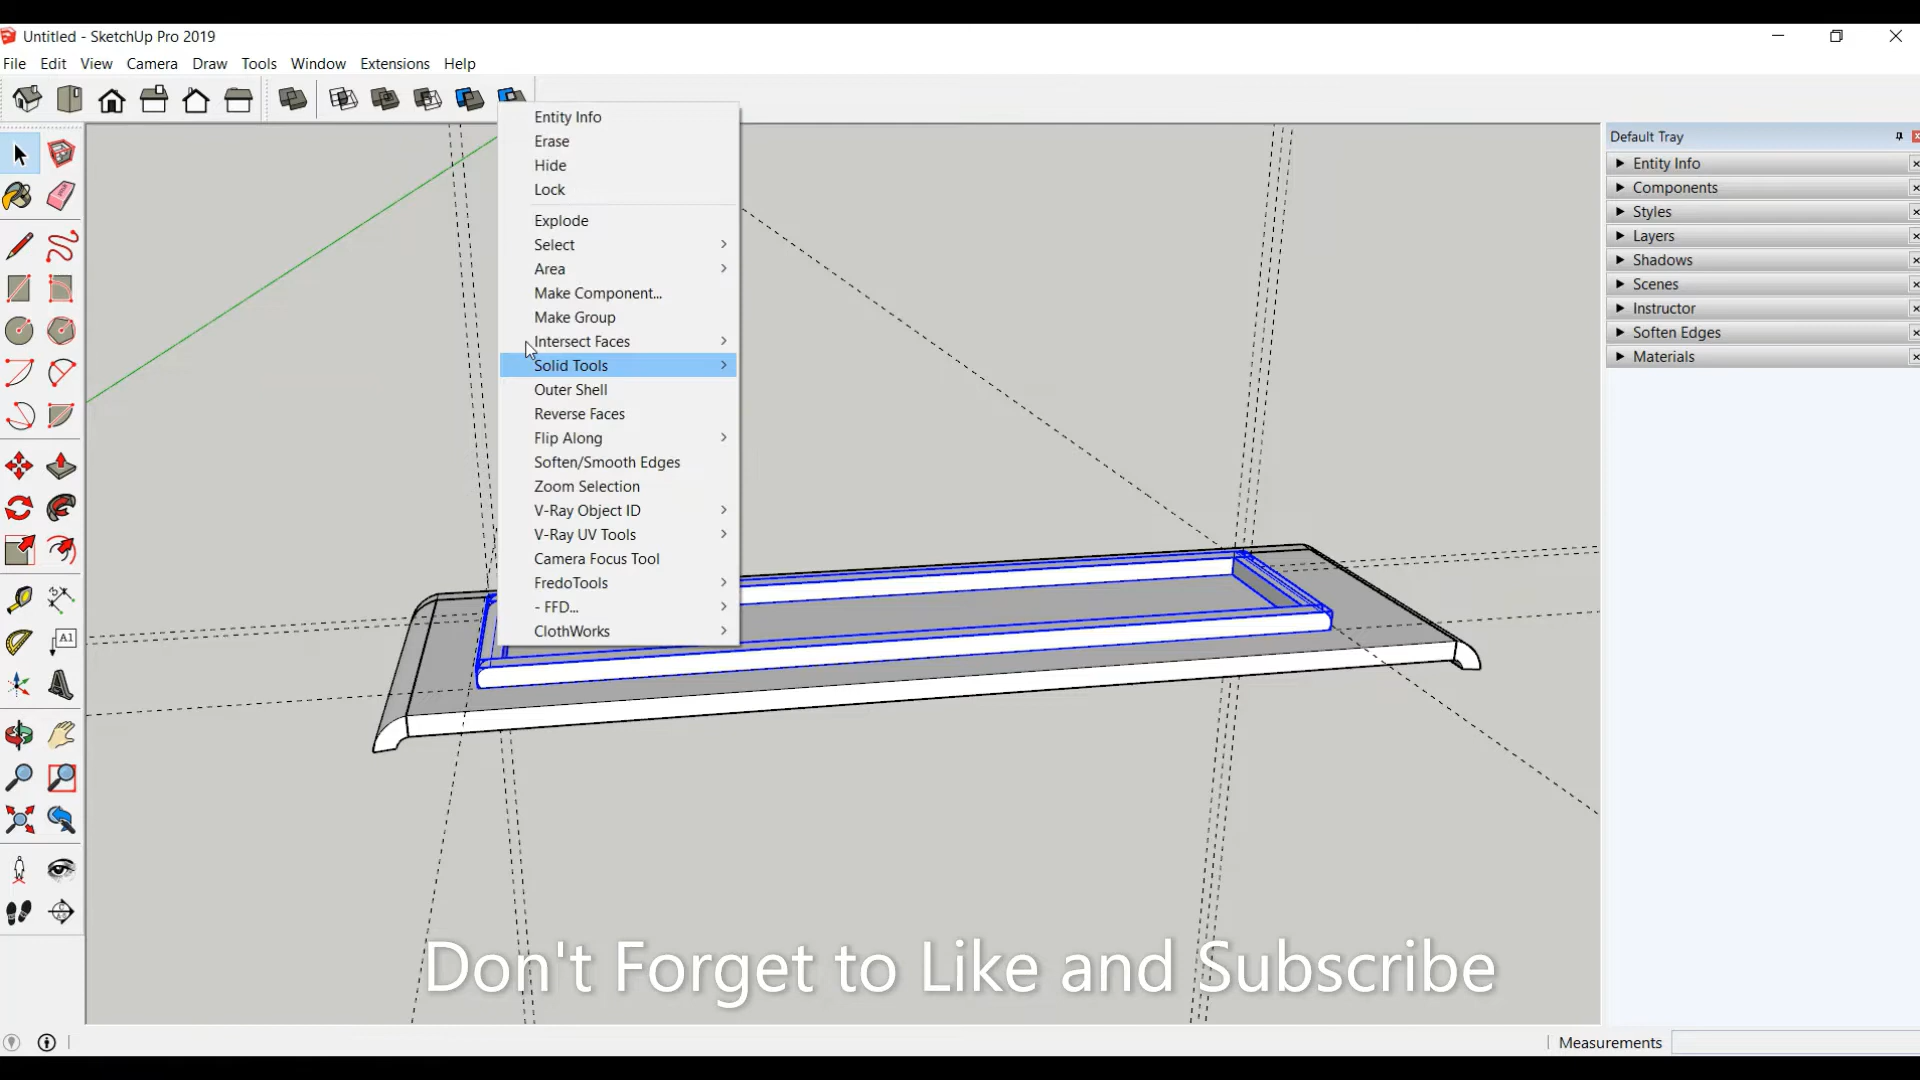 Untitled - SketchUp Pro 2019
File Edit View Camera Draw Tools Window Extensions Help
Entity Info
Erase
Hide
Lock
Explode
Select
Area
Make Component...
Make Group
Intersect Faces
Solid Tools
Outer Shell
Reverse Faces
Flip Along
Soften/Smooth Edges
Zoom Selection
V-Ray Object ID
V-Ray UV Tools
Camera Focus Tool
FredoTools
- FFD...
ClothWorks
Default Tray
Entity Info
Components
Styles
Layers
Shadows
Scenes
Instructor
Soften Edges
Materials
A1
Don't Forget to Like and Subscribe
Measurements